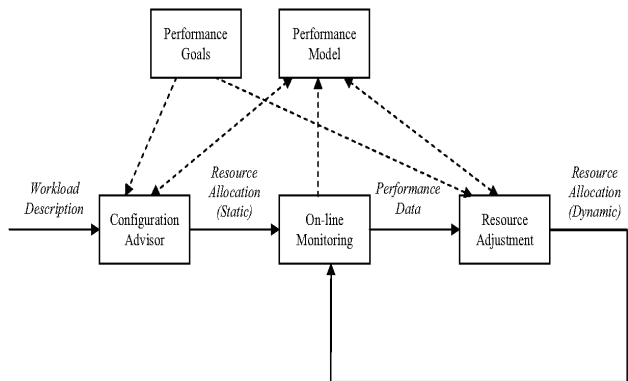 Performance
Goals
Performance
Model
Workload
Description
Configuration
Advisor
Resource
Allocation
(Static)
On-line
Monitoring
Performance
Data
Resource
Adjustment
Resource
Allocation
(Dynamic)